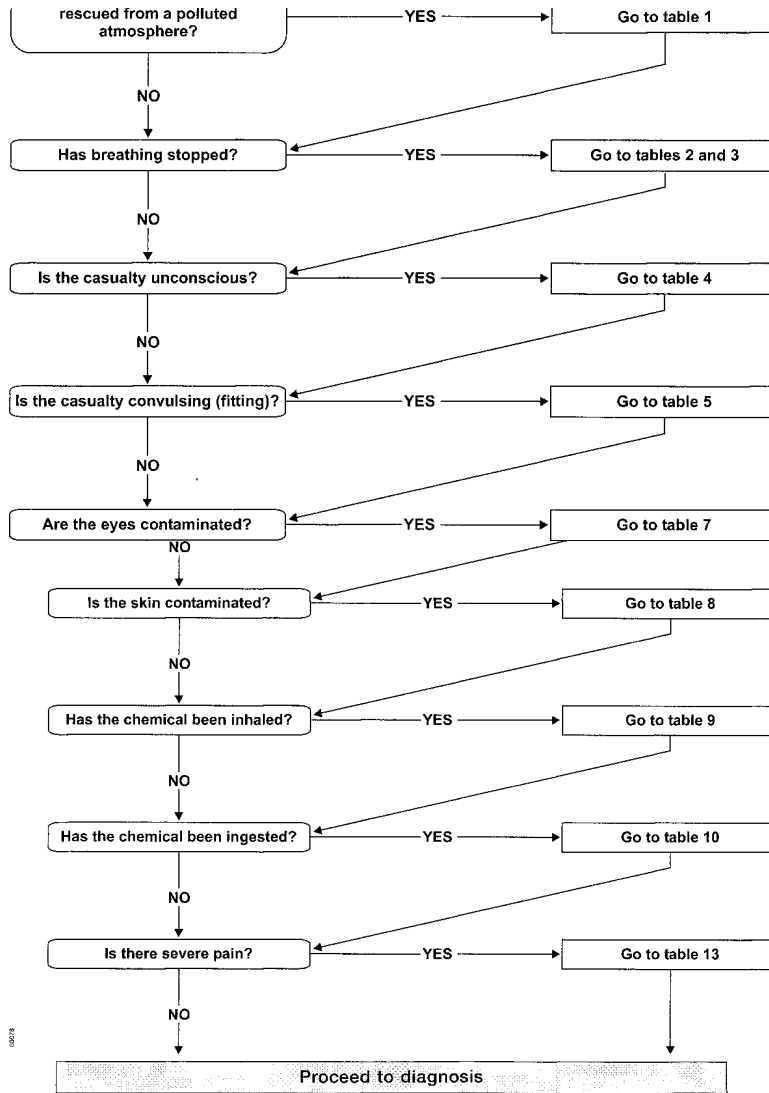 rescued from a polluted
atmosphere?
YES
Go to table 1
NO
Has breathing stopped?
YES
Go to tables 2 and 3
NO
Is the casualty unconscious?
YES
Go to table 4
NO
Is the casualty convulsing (fitting)?
YES
Go to table 5
NO
Are the eyes contaminated?
YES
Go to table 7
NO
Is the skin contaminated?
YES
Go to table 8
NO
Has the chemical been inhaled?
YES
Go to table 9
NO
Has the chemical been ingested?
YES
Go to table 10
NO
Is there severe pain?
YES
Go to table 13
NO
Proceed to diagnosis